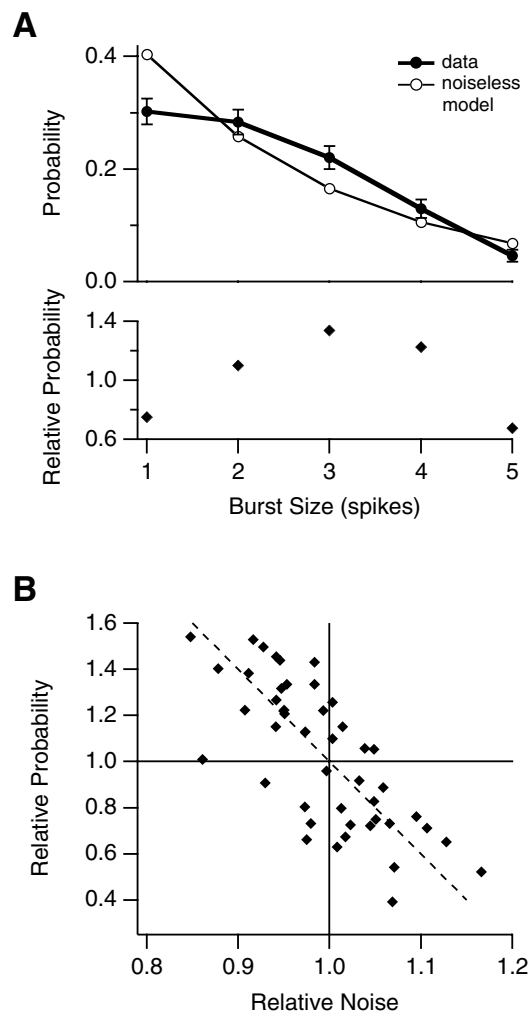 A
0.4
data
noiseless
model
Probability
0.2
0.0
1.4
Relative Probability
1.0
0.6
1 2 3 4 5
Burst Size (spikes)
B
1.6
1.4
1.2
Relative Probability
1.0
0.8
0.6
0.4
0.8 0.9 1.0 1.1 1.2
Relative Noise